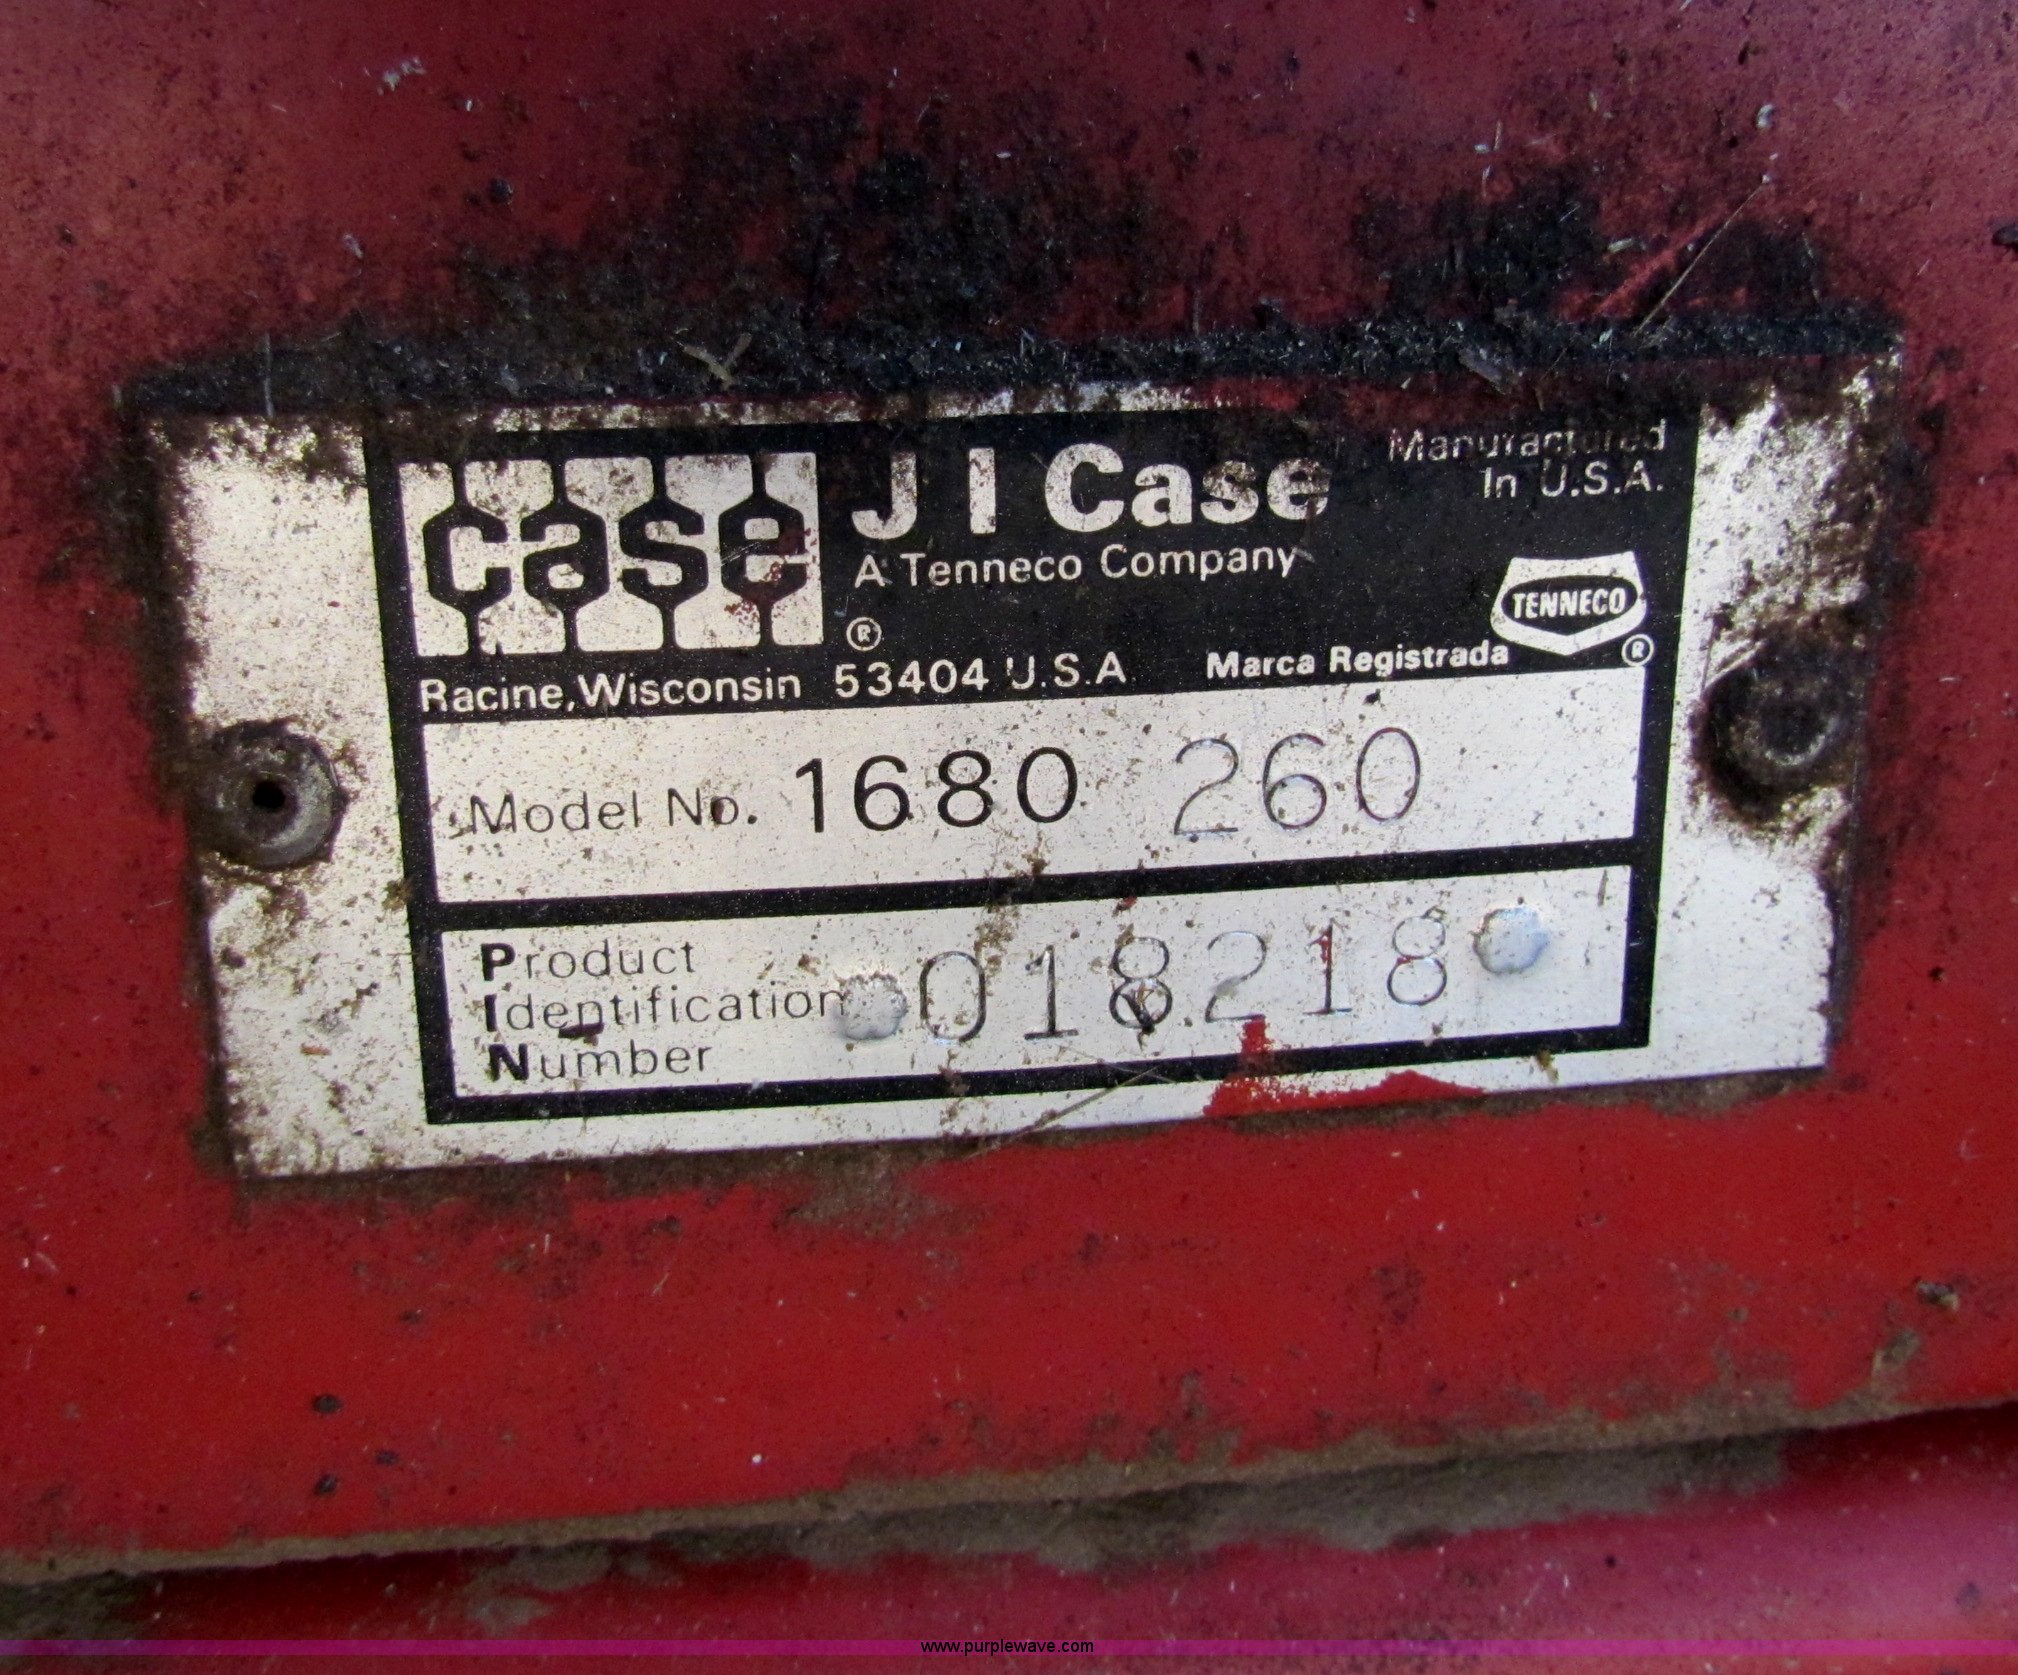 case
J I Case
Manufactured
In U.S.A.
A Tenneco Company
TENNECO
®
Racine, Wisconsin 53404 U.S.A.
Marca Registrada
®
Model No. 1680 260
Product
Identification
Number
018218
www.purplewave.com